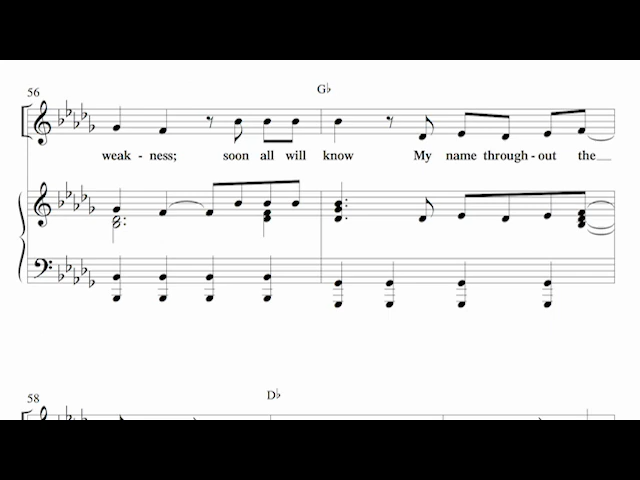 G♭
56
weak - ness; soon all will know My name through - out the
D♭
58